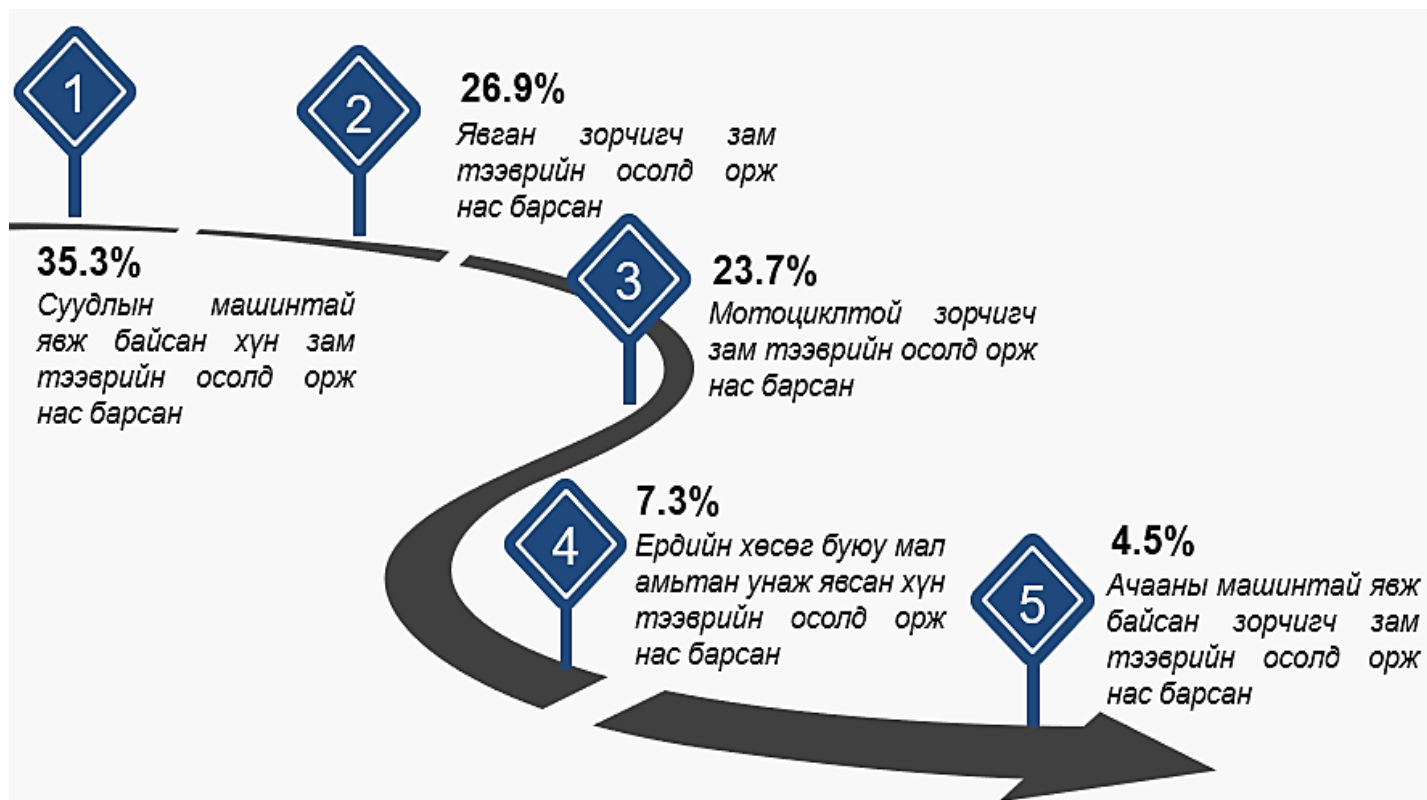 1
35.3%
Суудлын машинтай
явж байсан хүн зам
тээврийн осолд орж
нас барсан
2
26.9%
Явган зорчигч зам
тээврийн осолд орж
нас барсан
3
23.7%
Мотоциклтой зорчигч
зам тээврийн осолд орж
нас барсан
4
7.3%
Ердийн хөсөг буюу мал
амьтан унаж явсан хүн
тээврийн осолд орж
нас барсан
5
4.5%
Ачааны машинтай явж
байсан зорчигч зам
тээврийн осолд орж
нас барсан